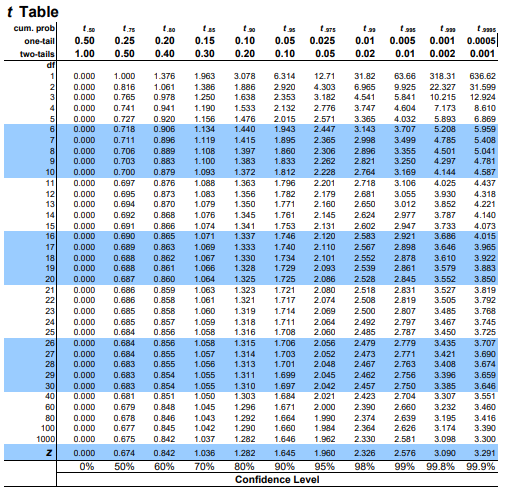 t Table
cum. prob t.50 t.75 t.80 t.85 t.90 t.95 t.975 t.99 t.995 t.999 t.9995
one-tail 0.50 0.25 0.20 0.15 0.10 0.05 0.025 0.01 0.005 0.001 0.0005
two-tails 1.00 0.50 0.40 0.30 0.20 0.10 0.05 0.02 0.01 0.002 0.001
df
1 0.000 1.000 1.376 1.963 3.078 6.314 12.71 31.82 63.66 318.31 636.62
2 0.000 0.816 1.061 1.386 1.886 2.920 4.303 6.965 9.925 22.327 31.599
3 0.000 0.765 0.978 1.250 1.638 2.353 3.182 4.541 5.841 10.215 12.924
4 0.000 0.741 0.941 1.190 1.533 2.132 2.776 3.747 4.604 7.173 8.610
5 0.000 0.727 0.920 1.156 1.476 2.015 2.571 3.365 4.032 5.893 6.869
6 0.000 0.718 0.906 1.134 1.440 1.943 2.447 3.143 3.707 5.208 5.959
7 0.000 0.711 0.896 1.119 1.415 1.895 2.365 2.998 3.499 4.785 5.408
8 0.000 0.706 0.889 1.108 1.397 1.860 2.306 2.896 3.355 4.501 5.041
9 0.000 0.703 0.883 1.100 1.383 1.833 2.262 2.821 3.250 4.297 4.781
10 0.000 0.700 0.879 1.093 1.372 1.812 2.228 2.764 3.169 4.144 4.587
11 0.000 0.697 0.876 1.088 1.363 1.796 2.201 2.718 3.106 4.025 4.437
12 0.000 0.695 0.873 1.083 1.356 1.782 2.179 2.681 3.055 3.930 4.318
13 0.000 0.694 0.870 1.079 1.350 1.771 2.160 2.650 3.012 3.852 4.221
14 0.000 0.692 0.868 1.076 1.345 1.761 2.145 2.624 2.977 3.787 4.140
15 0.000 0.691 0.866 1.074 1.341 1.753 2.131 2.602 2.947 3.733 4.073
16 0.000 0.690 0.865 1.071 1.337 1.746 2.120 2.583 2.921 3.686 4.015
17 0.000 0.689 0.863 1.069 1.333 1.740 2.110 2.567 2.898 3.646 3.965
18 0.000 0.688 0.862 1.067 1.330 1.734 2.101 2.552 2.878 3.610 3.922
19 0.000 0.688 0.861 1.066 1.328 1.729 2.093 2.539 2.861 3.579 3.883
20 0.000 0.687 0.860 1.064 1.325 1.725 2.086 2.528 2.845 3.552 3.850
21 0.000 0.686 0.859 1.063 1.323 1.721 2.080 2.518 2.831 3.527 3.819
22 0.000 0.686 0.858 1.061 1.321 1.717 2.074 2.508 2.819 3.505 3.792
23 0.000 0.685 0.858 1.060 1.319 2.069 1.714 2.500 2.807 3.485 3.768
24 0.000 0.685 0.857 1.059 1.318 1.711 2.064 2.492 2.797 3.467 3.745
25 0.000 0.684 0.856 1.058 1.316 1.708 2.060 2.485 2.787 3.450 3.725
26 0.000 0.684 0.856 1.058 1.315 1.706 2.056 2.479 2.779 3.435 3.707
27 0.000 0.684 0.855 1.057 1.314 1.703 2.052 2.473 2.771 3.421 3.690
28 0.000 0.683 0.855 1.056 1.313 1.701 2.048 2.467 2.763 3.408 3.674
29 0.000 0.683 0.854 1.055 1.311 1.699 2.045 2.462 2.756 3.396 3.659
30 0.000 0.683 0.854 1.055 1.310 1.697 2.042 2.457 2.750 3.385 3.646
40 0.000 0.681 0.851 1.050 1.303 1.684 2.021 2.423 2.704 3.307 3.551
60 0.000 0.679 0.848 1.045 1.296 1.671 2.000 2.390 2.660 3.232 3.460
80 0.000 0.678 0.846 1.043 1.292 1.664 1.990 2.374 2.639 3.195 3.416
100 0.000 0.677 0.845 1.042 1.290 1.660 1.984 2.364 2.626 3.174 3.390
1000 0.000 0.675 0.842 1.037 1.282 1.646 1.962 2.330 2.581 3.098 3.300
z 0.000 0.674 0.842 1.036 1.282 1.645 1.960 2.326 2.576 3.090 3.291
0% 50% 60% 70% 80% 90% 95% 98% 99% 99.8% 99.9%
Confidence Level